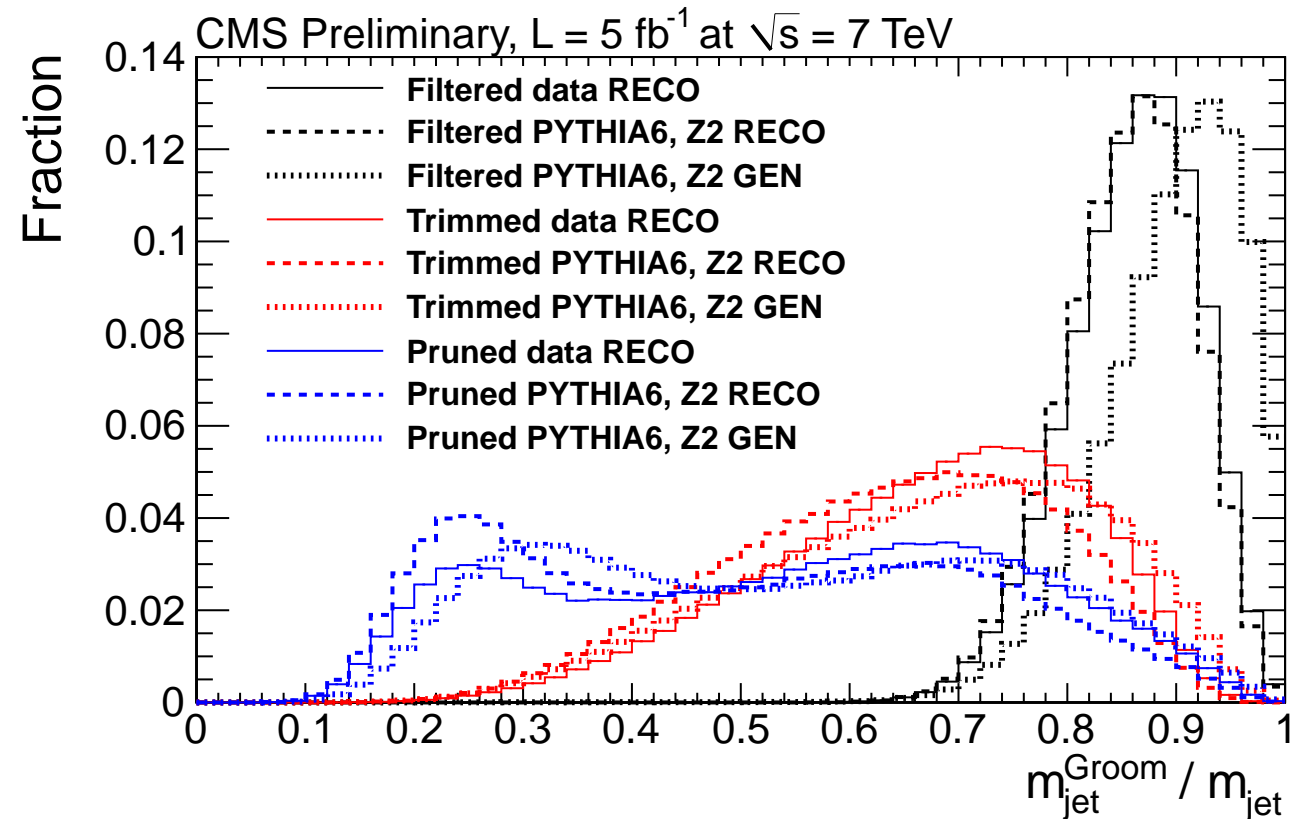 CMS Preliminary, L = 5 fb⁻¹ at √s = 7 TeV
Fraction
0.14
0.12
0.1
0.08
0.06
0.04
0.02
0
Filtered data RECO
Filtered PYTHIA6, Z2 RECO
Filtered PYTHIA6, Z2 GEN
Trimmed data RECO
Trimmed PYTHIA6, Z2 RECO
Trimmed PYTHIA6, Z2 GEN
Pruned data RECO
Pruned PYTHIA6, Z2 RECO
Pruned PYTHIA6, Z2 GEN
0 0.1 0.2 0.3 0.4 0.5 0.6 0.7 0.8 0.9 1
m_jet^Groom / m_jet